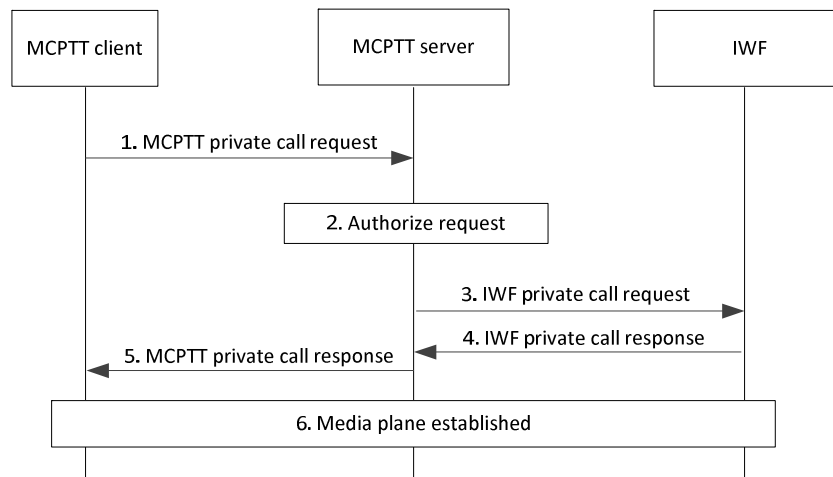 MCPTT client
MCPTT server
IWF
1. MCPTT private call request
2. Authorize request
3. IWF private call request
4. IWF private call response
5. MCPTT private call response
6. Media plane established